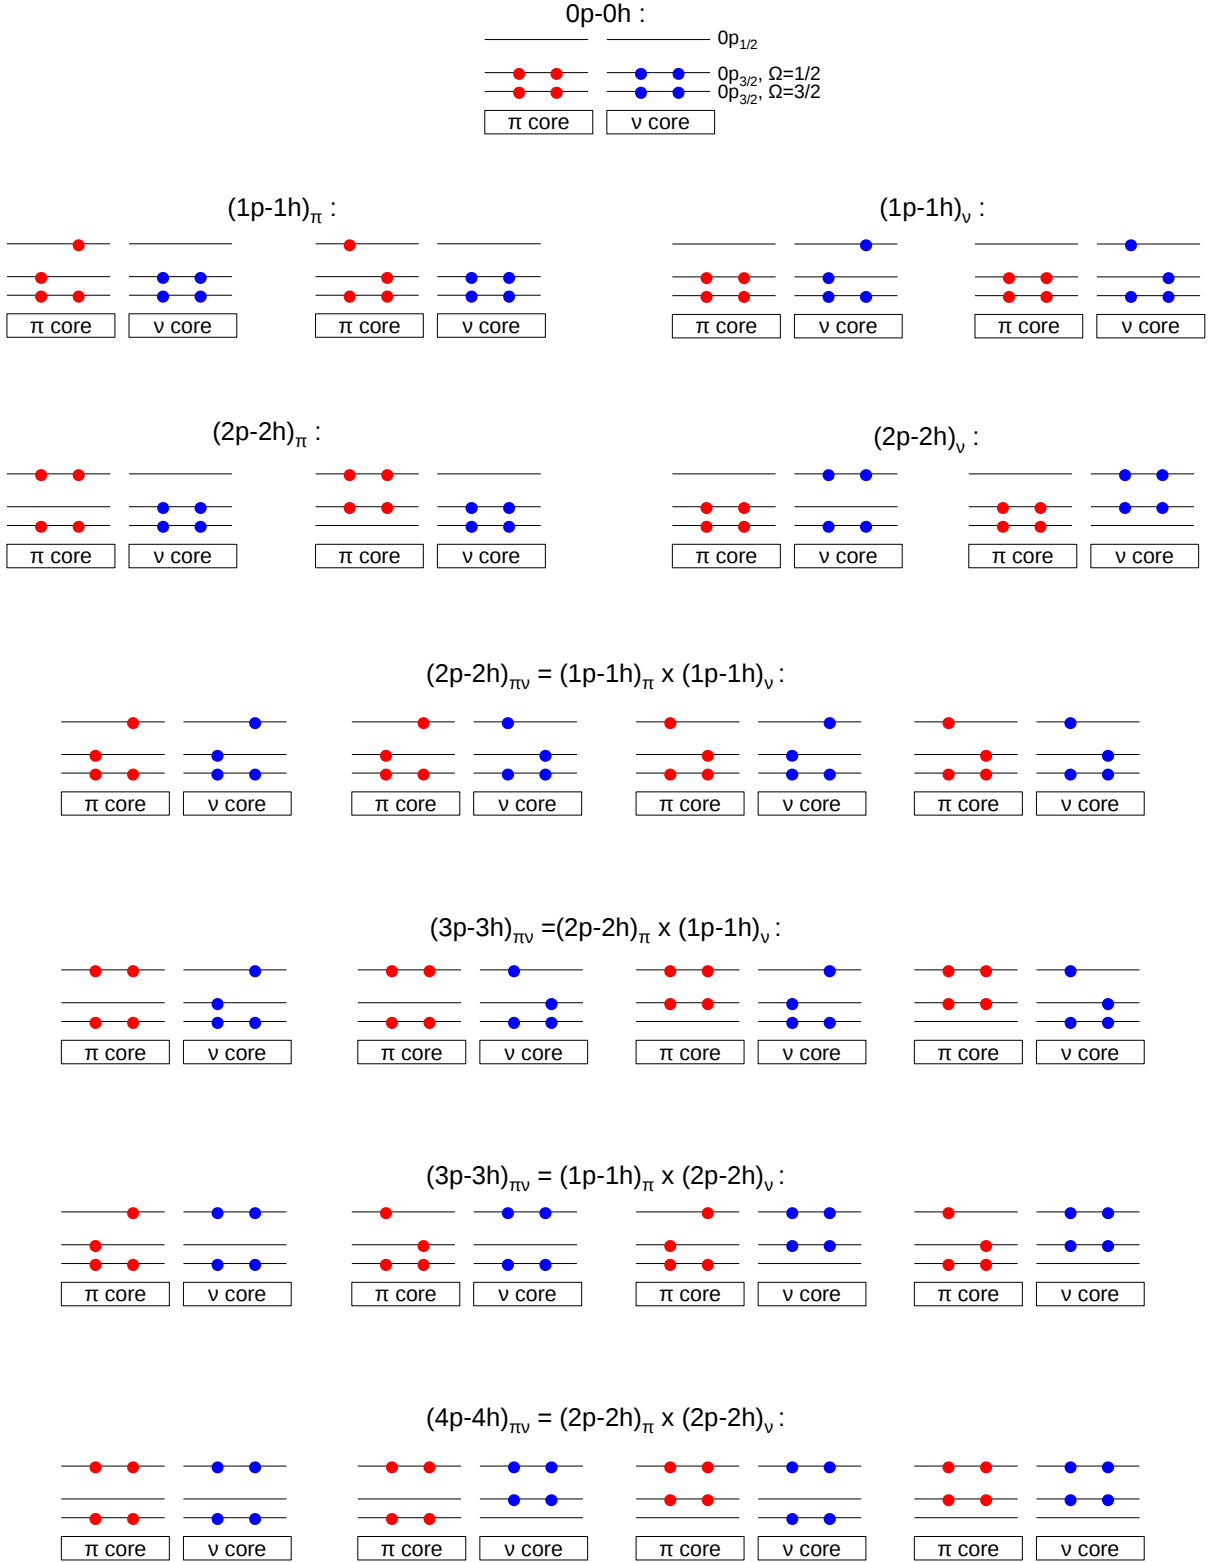 0p-0h :
0p1/2
0p3/2, Ω=1/2
0p3/2, Ω=3/2
π core ν core
(1p-1h)π : (1p-1h)ν :
π core ν core π core ν core π core ν core π core ν core
(2p-2h)π : (2p-2h)ν :
π core ν core π core ν core π core ν core π core ν core
(2p-2h)πν = (1p-1h)π x (1p-1h)ν :
π core ν core π core ν core π core ν core π core ν core
(3p-3h)πν =(2p-2h)π x (1p-1h)ν :
π core ν core π core ν core π core ν core π core ν core
(3p-3h)πν = (1p-1h)π x (2p-2h)ν :
π core ν core π core ν core π core ν core π core ν core
(4p-4h)πν = (2p-2h)π x (2p-2h)ν :
π core ν core π core ν core π core ν core π core ν core